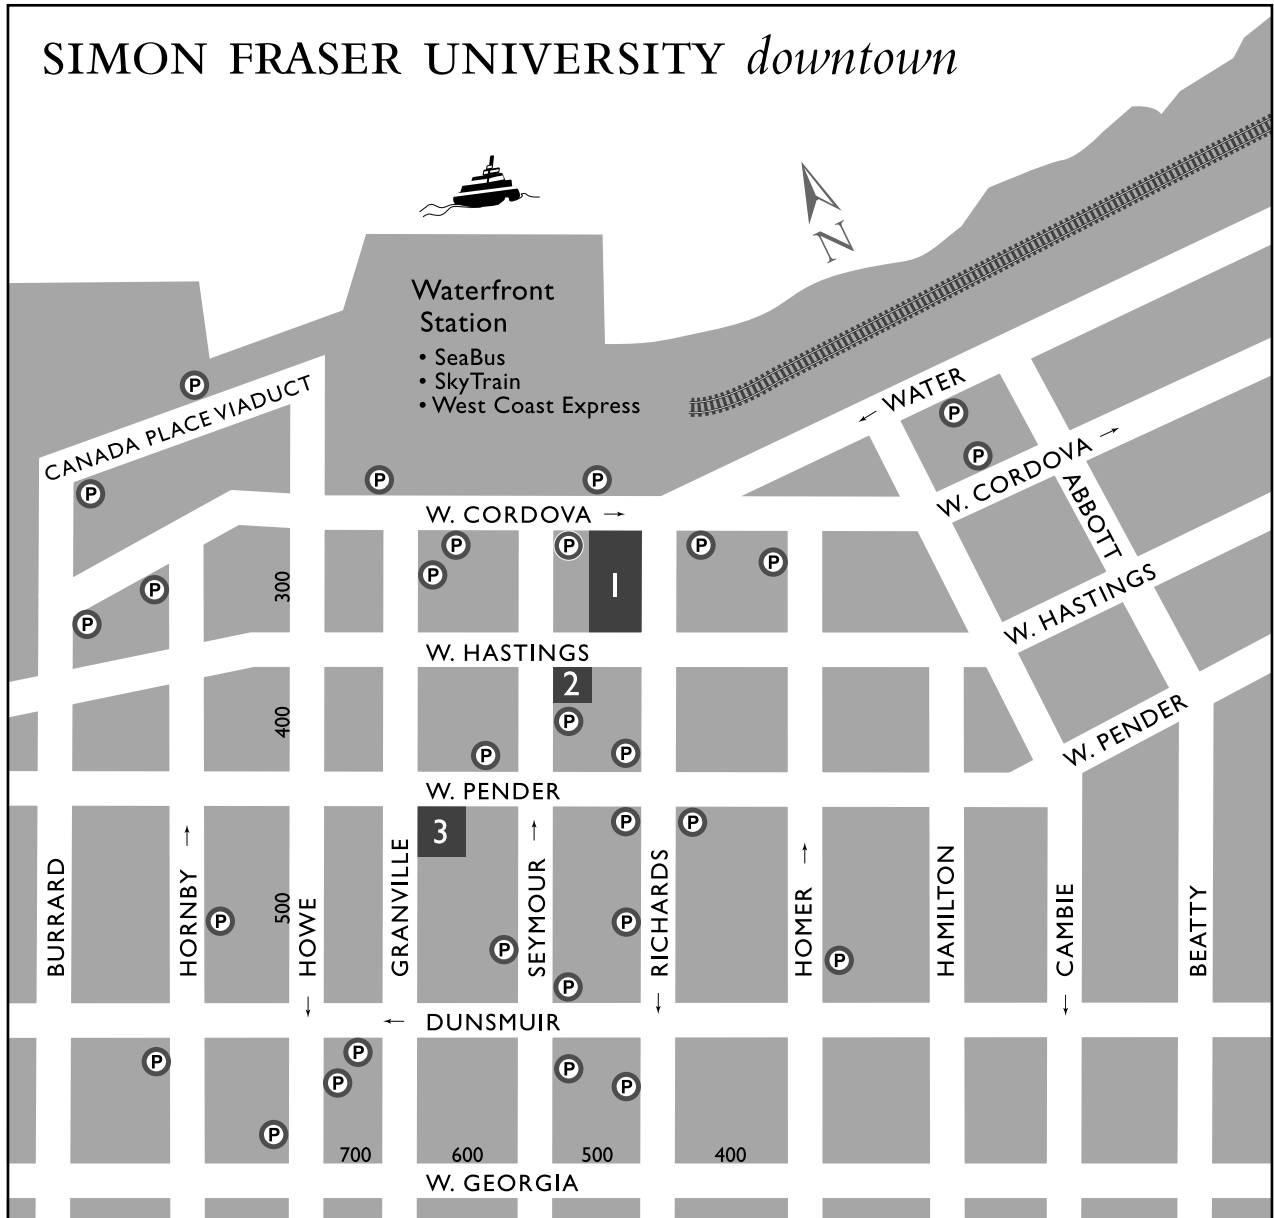 SIMON FRASER UNIVERSITY downtown
N
Waterfront
Station
• SeaBus
• SkyTrain
• West Coast Express
WATER
P
P
CANADA PLACE VIADUCT
P
P
W. CORDOVA
ABBOTT
P
P
W. CORDOVA
P
P
P
P
P
P
P
P
300
1
W. HASTINGS
W. HASTINGS
2
400
P
P
P
W. PENDER
W. PENDER
3
P
P
BURRARD
HORNBY
500
HOWE
GRANVILLE
SEYMOUR
RICHARDS
HOMER
HAMILTON
CAMBIE
BEATTY
P
P
P
P
P
DUNSMUIR
P
P
P
P
P
P
700
600
500
400
W. GEORGIA